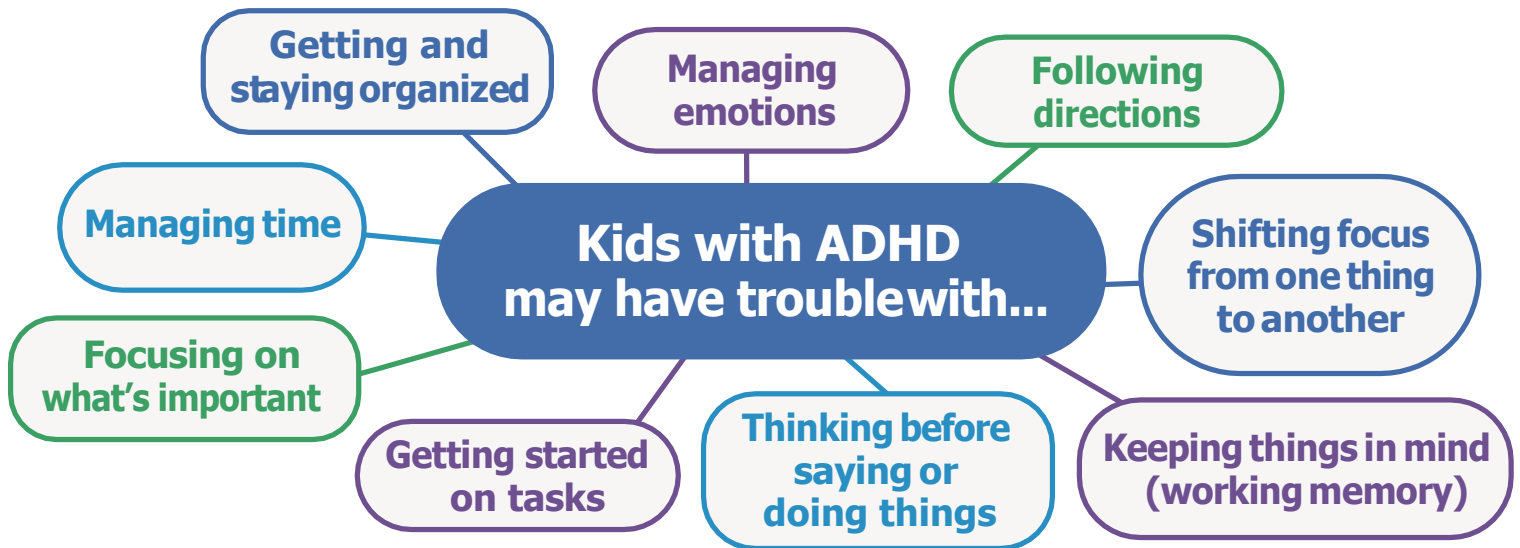 Getting and
staying organized
Managing
emotions
Following
directions
Managing time
Kids with ADHD
may have trouble with...
Shifting focus
from one thing
to another
Focusing on
what's important
Getting started
on tasks
Thinking before
saying or
doing things
Keeping things in mind
(working memory)